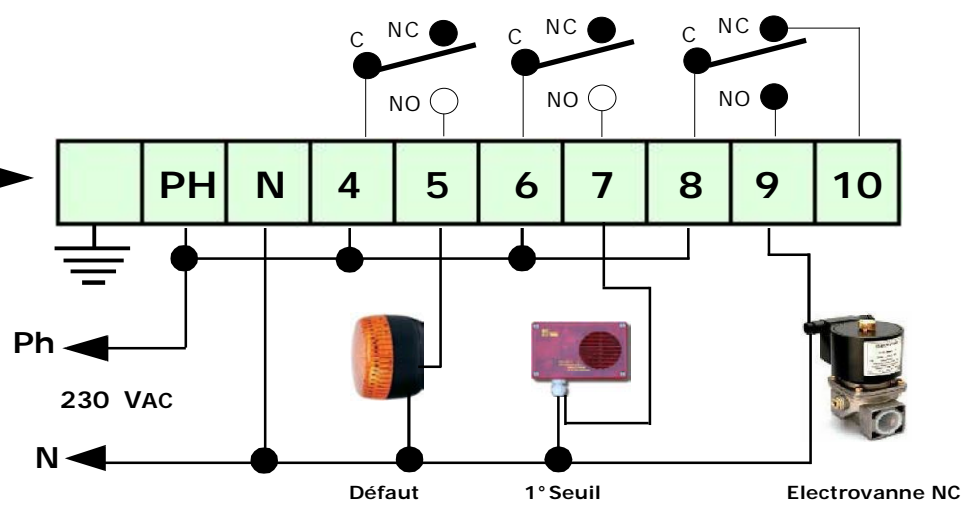 C NC C NC C NC
NO NO NO
PH N 4 5 6 7 8 9 10
Ph
230 VAC
N
Défaut 1°Seuil Electrovanne NC